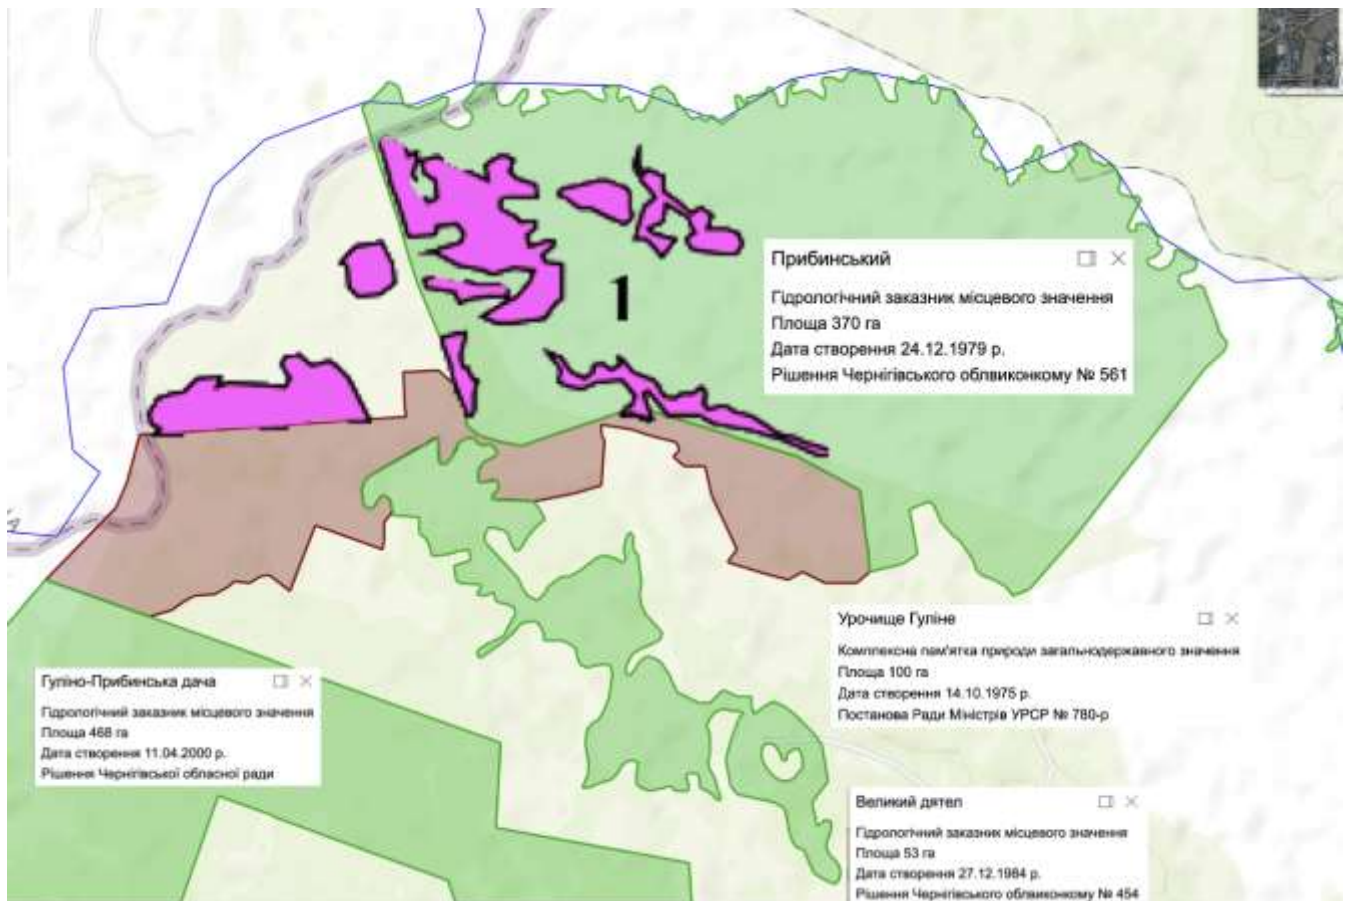 1
Прибинський
Гідрологічний заказник місцевого значення
Площа 370 га
Дата створення 24.12.1979 р.
Рішення Чернігівського облвиконкому № 561
Урочище Гуліне
Комплексна пам'ятка природи загальнодержавного значення
Площа 100 га
Дата створення 14.10.1975 р.
Постанова Ради Міністрів УРСР № 780-р
Гуліно-Прибинська дача
Гідрологічний заказник місцевого значення
Площа 468 га
Дата створення 11.04.2000 р.
Рішення Чернігівської обласної ради
Великий дятел
Гідрологічний заказник місцевого значення
Площа 53 га
Дата створення 27.12.1984 р.
Рішення Чернігівського облвиконкому № 454